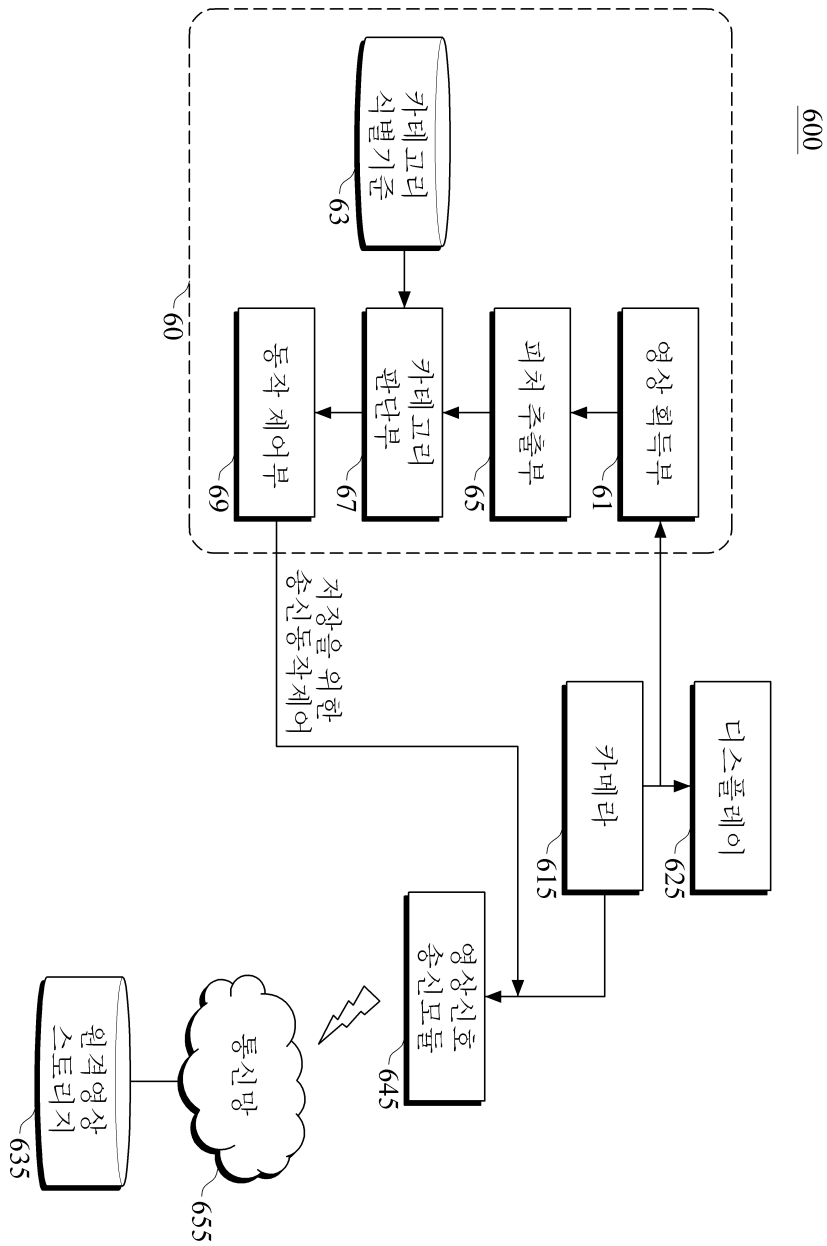 600
카테고리
식별기준
63
영상 획득부
61
피처 추출부
65
카테고리
판단부
67
동작 제어부
69
60
저장을 위한
송신동작제어
디스플레이
625
카메라
615
영상신호
송신모듈
645
통신망
655
원격영상
스토리지
635